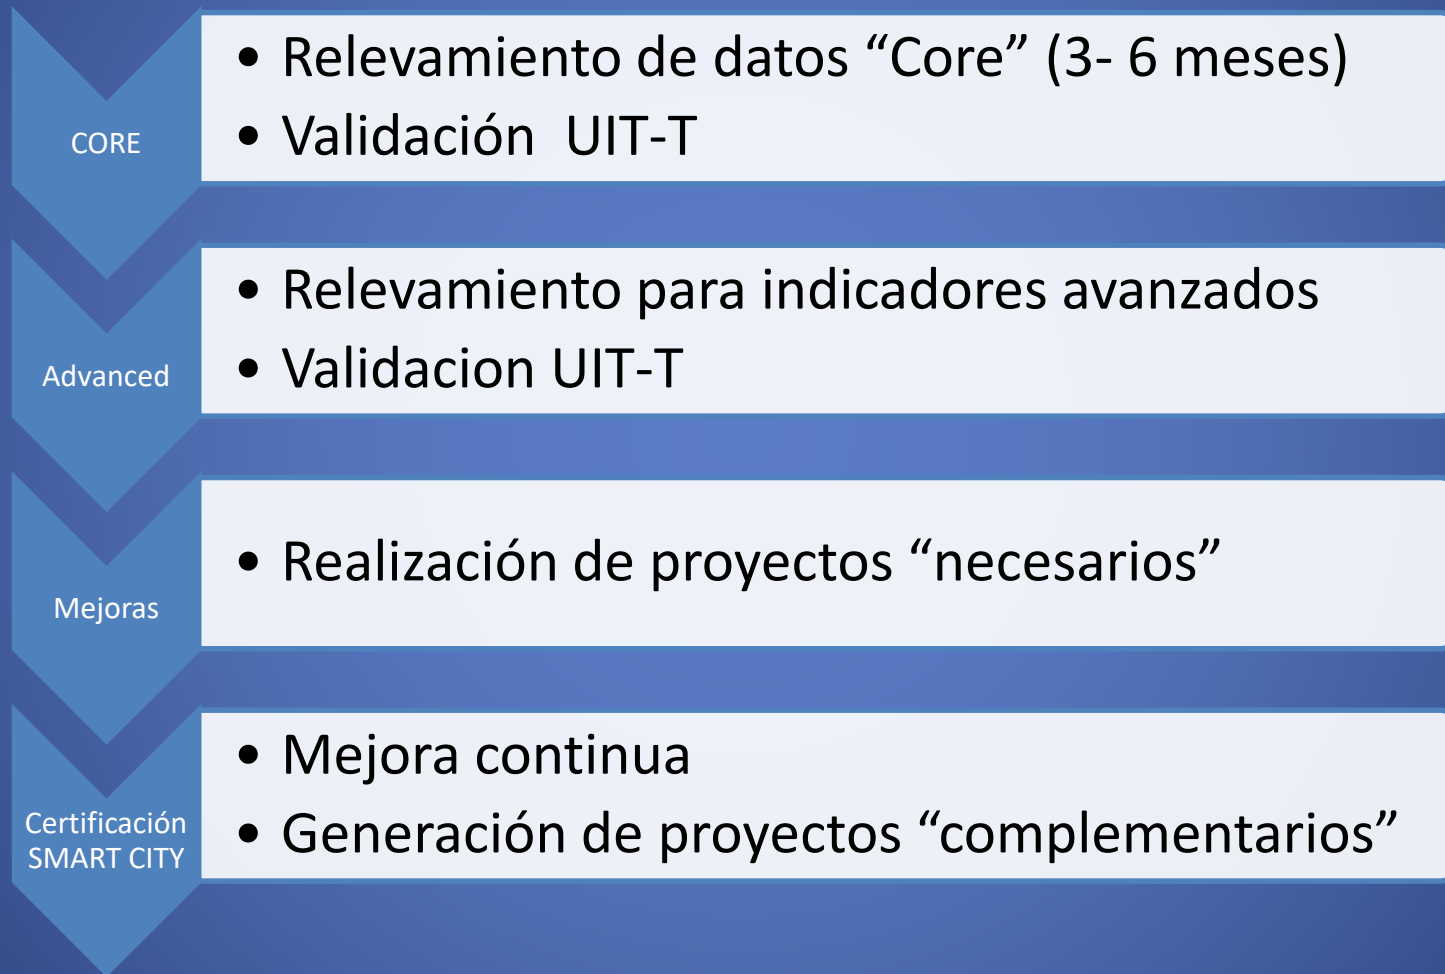 CORE
• Relevamiento de datos “Core” (3- 6 meses)
• Validación  UIT-T
Advanced
• Relevamiento para indicadores avanzados
• Validacion UIT-T
Mejoras
• Realización de proyectos “necesarios”
Certificación
SMART CITY
• Mejora continua
• Generación de proyectos “complementarios”